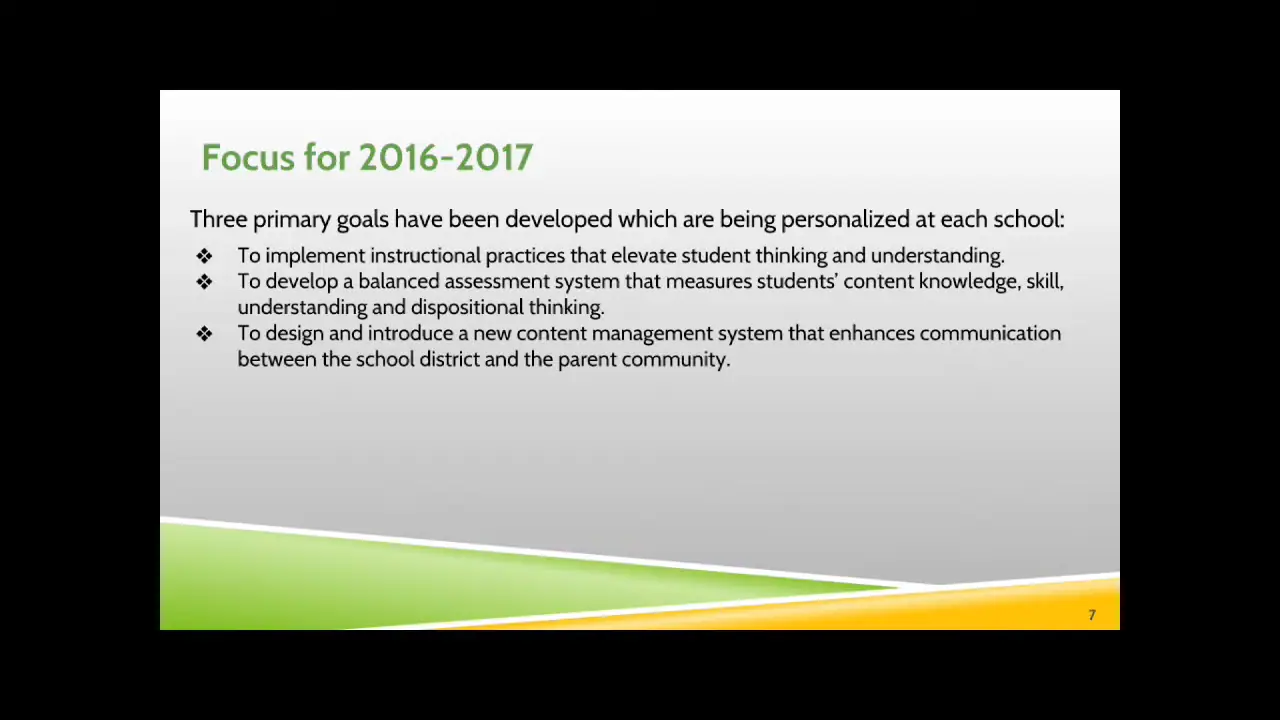 Focus for 2016-2017
Three primary goals have been developed which are being personalized at each school:
❖ To implement instructional practices that elevate student thinking and understanding.
❖ To develop a balanced assessment system that measures students’ content knowledge, skill,
understanding and dispositional thinking.
❖ To design and introduce a new content management system that enhances communication
between the school district and the parent community.
7